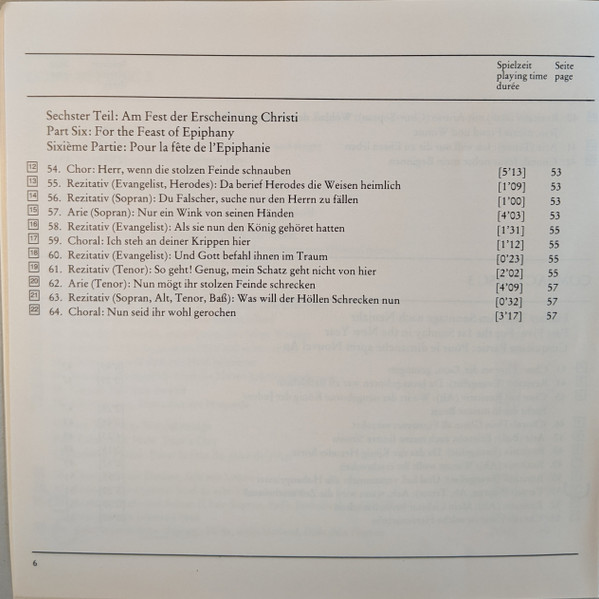 Spielzeit Seite
playing time page
durée
Sechster Teil: Am Fest der Erscheinung Christi
Part Six: For the Feast of Epiphany
Sixième Partie: Pour la fête de l'Epiphanie
12 54. Chor: Herr, wenn die stolzen Feinde schnauben [5'13] 53
13 55. Rezitativ (Evangelist, Herodes): Da berief Herodes die Weisen heimlich [1'09] 53
14 56. Rezitativ (Sopran): Du Falscher, suche nur den Herrn zu fällen [1'00] 53
15 57. Arie (Sopran): Nur ein Wink von seinen Händen [4'03] 53
16 58. Rezitativ (Evangelist): Als sie nun den König gehöret hatten [1'31] 55
17 59. Choral: Ich steh an deiner Krippen hier [1'12] 55
18 60. Rezitativ (Evangelist): Und Gott befahl ihnen im Traum [0'23] 55
19 61. Rezitativ (Tenor): So geht! Genug, mein Schatz geht nicht von hier [2'02] 55
20 62. Arie (Tenor): Nun mögt ihr stolzen Feinde schrecken [4'09] 57
21 63. Rezitativ (Sopran, Alt, Tenor, Baß): Was will der Höllen Schrecken nun [0'32] 57
22 64. Choral: Nun seid ihr wohl gerochen [3'17] 57
6